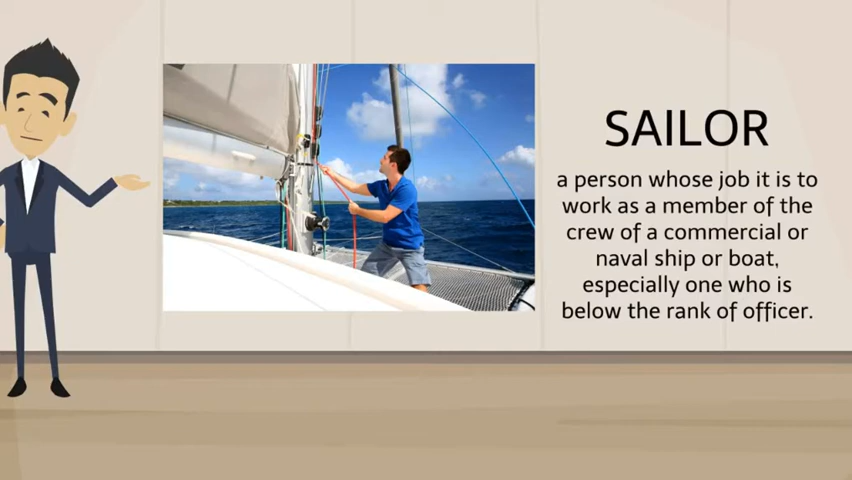 SAILOR
a person whose job it is to
work as a member of the
crew of a commercial or
naval ship or boat,
especially one who is
below the rank of officer.